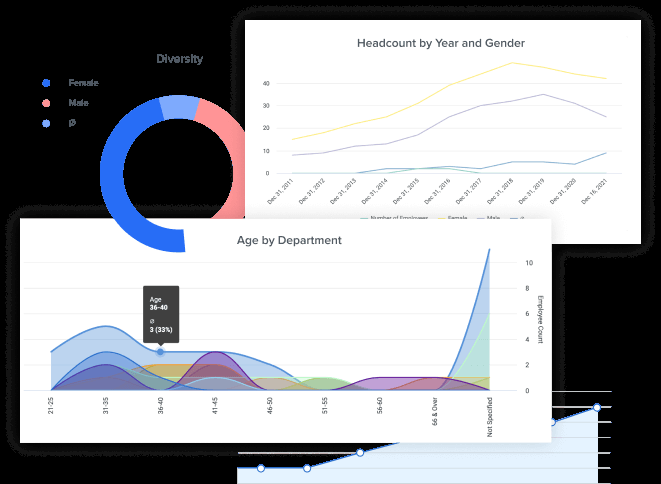 Headcount by Year and Gender
Diversity
Female
Male
Ø
40
30
20
10
0
Dec 31, 2011
Dec 31, 2012
Dec 31, 2013
Dec 31, 2014
Dec 31, 2015
Dec 31, 2016
Dec 31, 2017
Dec 31, 2018
Dec 31, 2019
Dec 31, 2020
Dec 16, 2021
Number of Employees Female Male Ø
Age by Department
10
8
6
4
2
0
Employee Count
Age
36-40
Ø
3 (33%)
21-25
31-35
36-40
41-45
46-50
51-55
56-60
66 & Over
Not Specified